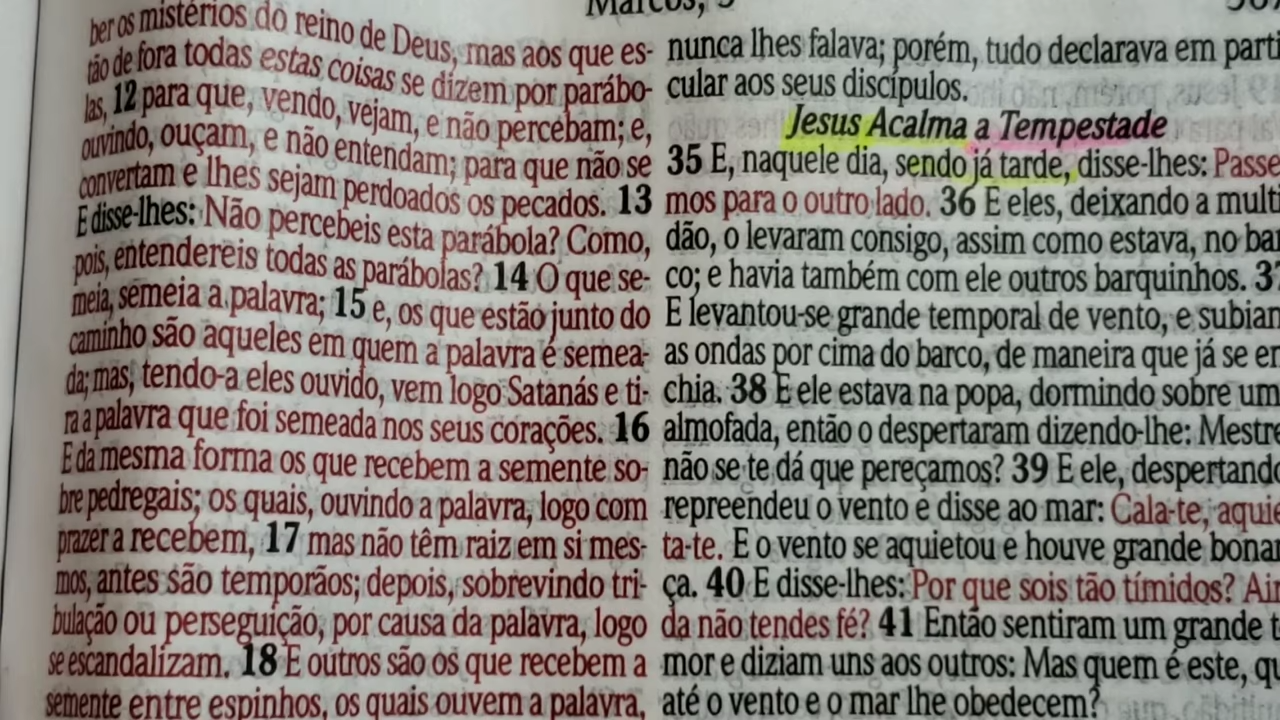 Marcos, 5
ber os mistérios do reino de Deus, mas aos que es-
tão de fora todas estas coisas se dizem por parábo-
las, 12 para que, vendo, vejam, e não percebam; e,
ouvindo, ouçam, e não entendam; para que não se
convertam e lhes sejam perdoados os pecados. 13
E disse-lhes: Não percebeis esta parábola? Como,
pois, entendereis todas as parábolas? 14 O que se-
meia, semeia a palavra; 15 e, os que estão junto do
caminho são aqueles em quem a palavra é semea-
da; mas, tendo-a eles ouvido, vem logo Satanás e ti-
ra a palavra que foi semeada nos seus corações. 16
E da mesma forma os que recebem a semente so-
bre pedregais; os quais, ouvindo a palavra, logo com
prazer a recebem, 17 mas não têm raiz em si mes-
mos, antes são temporãos; depois, sobrevindo tri-
bulação ou perseguição, por causa da palavra, logo
se escandalizam. 18 E outros são os que recebem a
semente entre espinhos, os quais ouvem a palavra,
nunca lhes falava; porém, tudo declarava em parti
cular aos seus discípulos.
Jesus Acalma a Tempestade
35 E, naquele dia, sendo já tarde, disse-lhes: Passe
mos para o outro lado. 36 E eles, deixando a multi
dão, o levaram consigo, assim como estava, no bar
co; e havia também com ele outros barquinhos. 37
E levantou-se grande temporal de vento, e subiam
as ondas por cima do barco, de maneira que já se en
chia. 38 E ele estava na popa, dormindo sobre um
almofada, então o despertaram dizendo-lhe: Mestre
não se te dá que pereçamos? 39 E ele, despertando
repreendeu o vento e disse ao mar: Cala-te, aquie
ta-te. E o vento se aquietou e houve grande bonan
ça. 40 E disse-lhes: Por que sois tão tímidos? Ain
da não tendes fé? 41 Então sentiram um grande t
mor e diziam uns aos outros: Mas quem é este, qu
até o vento e o mar lhe obedecem?